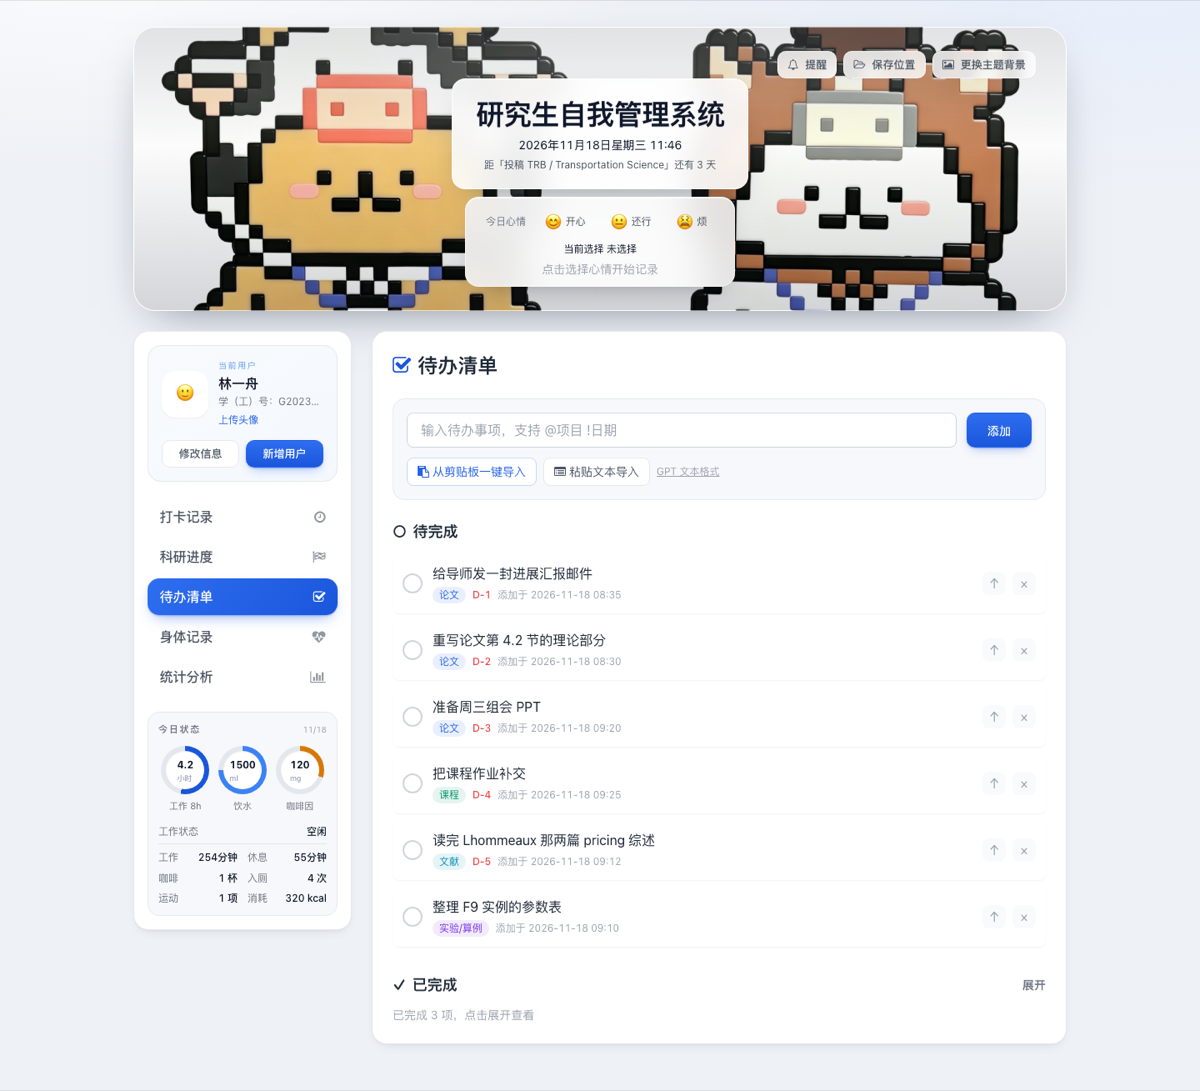 提醒
保存位置
更换主题背景
研究生自我管理系统
2026年11月18日星期三 11:46
距「投稿 TRB / Transportation Science」还有 3 天
今日心情 😊 开心 😐 还行 😫 烦
当前选择 未选择
点击选择心情开始记录
当前用户
林一舟
学（工）号：G2023...
上传头像
修改信息
新增用户
打卡记录
科研进度
待办清单
身体记录
统计分析
今日状态 11/18
4.2 小时
工作 8h
1500 ml
饮水
120 mg
咖啡因
工作状态 空闲
工作 254分钟 休息 55分钟
咖啡 1 杯 入厕 4 次
运动 1 项 消耗 320 kcal
待办清单
输入待办事项，支持 @项目 !日期
添加
从剪贴板一键导入
粘贴文本导入
GPT 文本格式
待完成
给导师发一封进展汇报邮件
论文 D-1 添加于 2026-11-18 08:35
重写论文第 4.2 节的理论部分
论文 D-2 添加于 2026-11-18 08:30
准备周三组会 PPT
论文 D-3 添加于 2026-11-18 09:20
把课程作业补交
课程 D-4 添加于 2026-11-18 09:25
读完 Lhommeaux 那两篇 pricing 综述
文献 D-5 添加于 2026-11-18 09:12
整理 F9 实例的参数表
实验/算例 添加于 2026-11-18 09:10
已完成
展开
已完成 3 项，点击展开查看